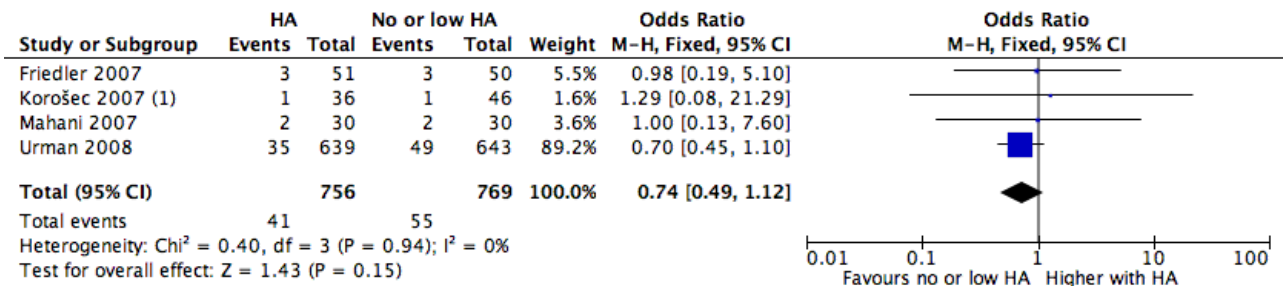 HA No or low HA Odds Ratio Odds Ratio
Study or Subgroup Events Total Events Total Weight M-H, Fixed, 95% CI M-H, Fixed, 95% CI
Friedler 2007 3 51 3 50 5.5% 0.98 [0.19, 5.10]
Korošec 2007 (1) 1 36 1 46 1.6% 1.29 [0.08, 21.29]
Mahani 2007 2 30 2 30 3.6% 1.00 [0.13, 7.60]
Urman 2008 35 639 49 643 89.2% 0.70 [0.45, 1.10]
Total (95% CI) 756 769 100.0% 0.74 [0.49, 1.12]
Total events 41 55
Heterogeneity: Chi² = 0.40, df = 3 (P = 0.94); I² = 0%
Test for overall effect: Z = 1.43 (P = 0.15)
0.01 0.1 1 10 100
Favours no or low HA Higher with HA